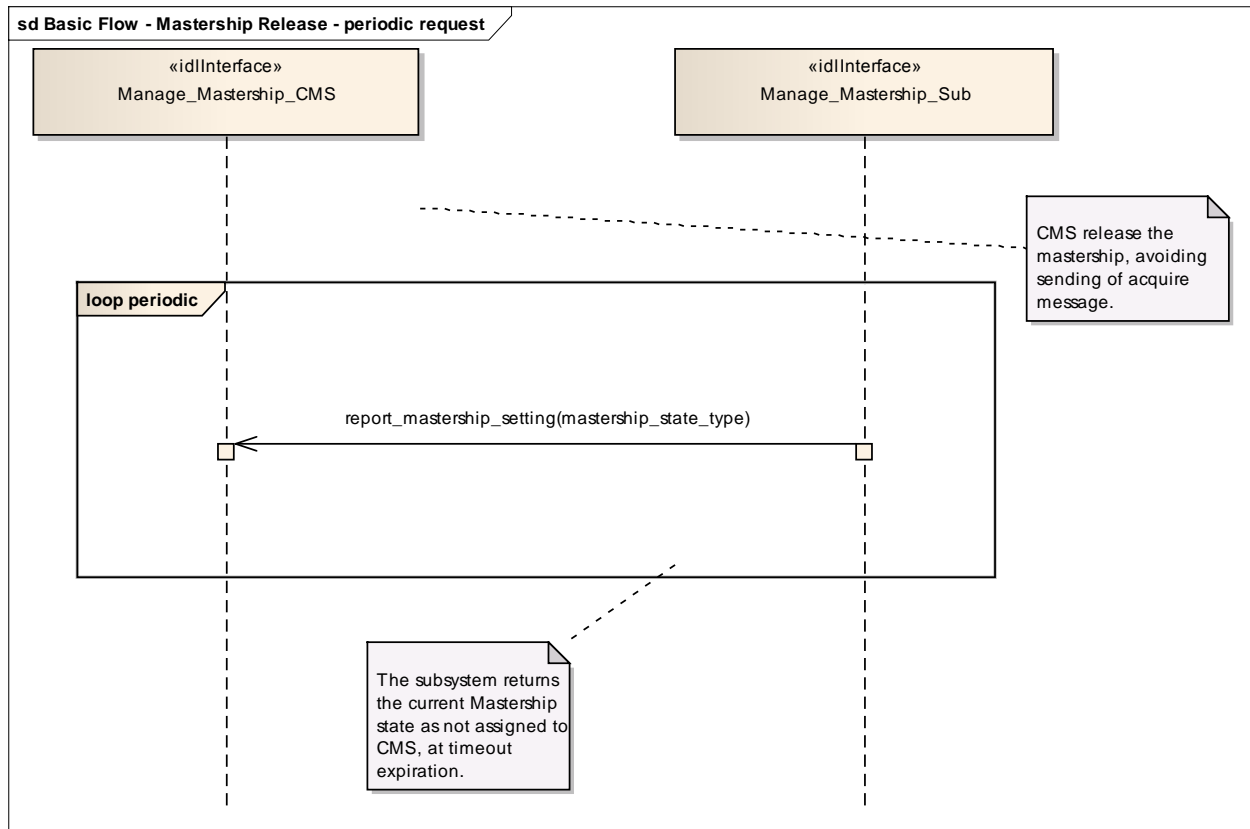 sd Basic Flow - Mastership Release - periodic request
«idlInterface»
Manage_Mastership_CMS
«idlInterface»
Manage_Mastership_Sub
CMS release the
mastership, avoiding
sending of acquire
message.
loop periodic
report_mastership_setting(mastership_state_type)
The subsystem returns
the current Mastership
state as not assigned to
CMS, at timeout
expiration.